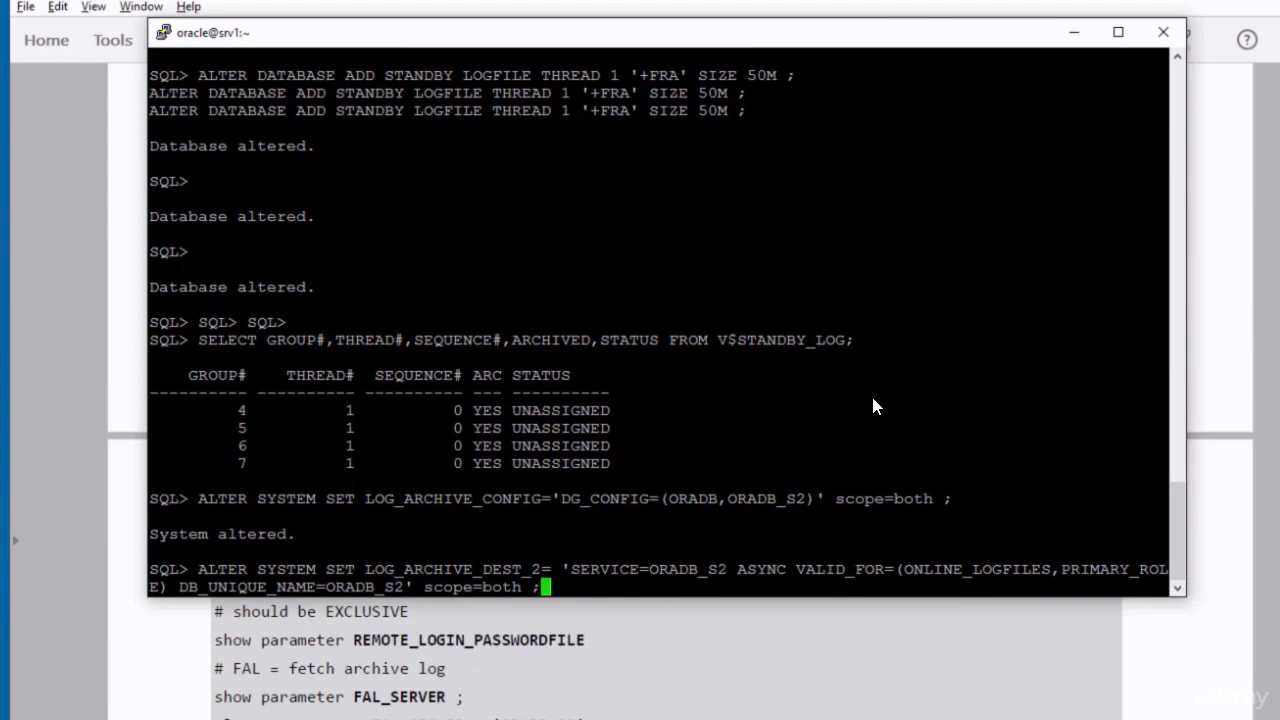 File Edit View Window Help
oracle@srv1:~
Home Tools
SQL> ALTER DATABASE ADD STANDBY LOGFILE THREAD 1 '+FRA' SIZE 50M ;
ALTER DATABASE ADD STANDBY LOGFILE THREAD 1 '+FRA' SIZE 50M ;
ALTER DATABASE ADD STANDBY LOGFILE THREAD 1 '+FRA' SIZE 50M ;
Database altered.
SQL>
Database altered.
SQL>
Database altered.
SQL> SQL> SQL>
SQL> SELECT GROUP#,THREAD#,SEQUENCE#,ARCHIVED,STATUS FROM V$STANDBY_LOG;
GROUP# THREAD# SEQUENCE# ARC STATUS
---------- ---------- ---------- --- ----------
4 1 0 YES UNASSIGNED
5 1 0 YES UNASSIGNED
6 1 0 YES UNASSIGNED
7 1 0 YES UNASSIGNED
SQL> ALTER SYSTEM SET LOG_ARCHIVE_CONFIG='DG_CONFIG=(ORADB,ORADB_S2)' scope=both ;
System altered.
SQL> ALTER SYSTEM SET LOG_ARCHIVE_DEST_2= 'SERVICE=ORADB_S2 ASYNC VALID_FOR=(ONLINE_LOGFILES,PRIMARY_ROL
E) DB_UNIQUE_NAME=ORADB_S2' scope=both ;
# should be EXCLUSIVE
show parameter REMOTE_LOGIN_PASSWORDFILE
# FAL = fetch archive log
show parameter FAL_SERVER ;
udemy